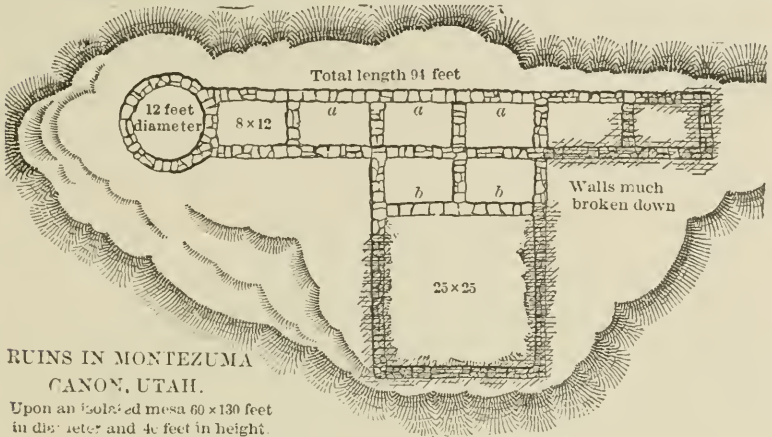 Total length 94 feet
12 feet
diameter
8 × 12
a
a
a
b
b
Walls much
broken down
25 × 25
RUINS IN MONTEZUMA
CANON, UTAH.
Upon an isolated mesa 60 × 130 feet
in diameter and feet in height.